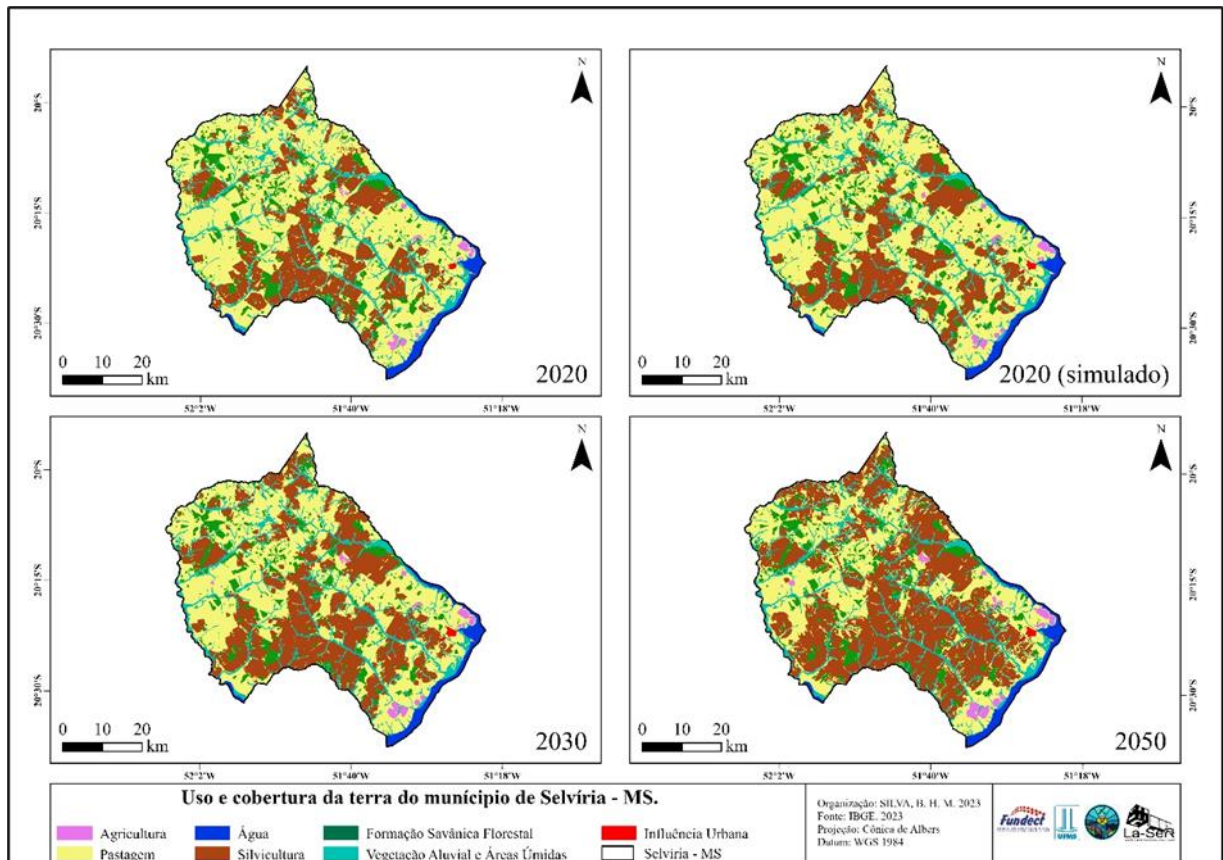 N
N
20°S
20°15'S
20°30'S
0 10 20
km
2020
52°2'W 51°40'W 51°18'W
20°S
20°15'S
20°30'S
0 10 20
km
2020 (simulado)
52°2'W 51°40'W 51°18'W
N
N
20°S
20°15'S
20°30'S
0 10 20
km
2030
52°2'W 51°40'W 51°18'W
20°S
20°15'S
20°30'S
0 10 20
km
2050
52°2'W 51°40'W 51°18'W
Uso e cobertura da terra do munícipio de Selvíria - MS.
Agricultura Água Formação Savânica Florestal Influência Urbana
Pastagem Silvicultura Vegetação Aluvial e Áreas Úmidas Selvíria - MS
Organização: SILVA, B. H. M. 2023
Fonte: IBGE. 2023
Projeção: Cônica de Albers
Datum: WGS 1984
Fundect
UFMS
La-SeR